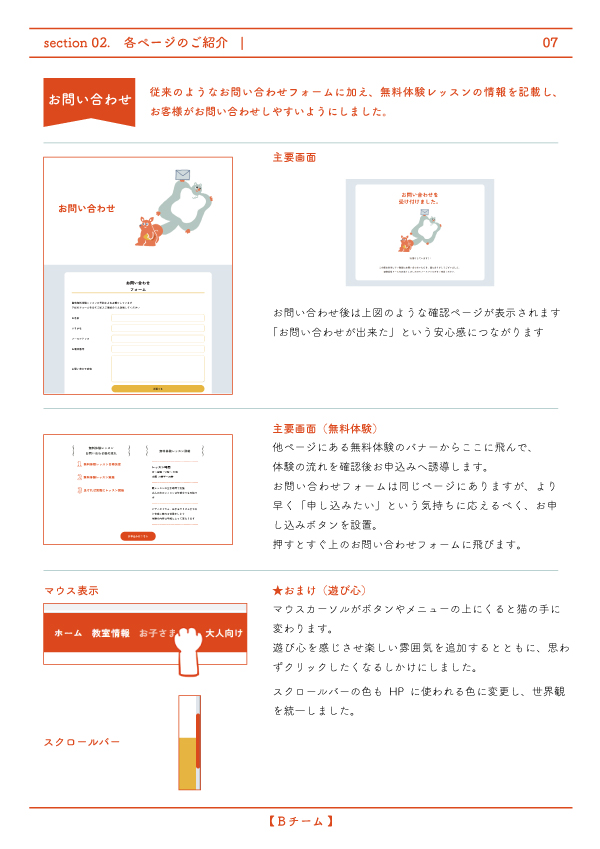 section 02.　各ページのご紹介　|
07
お問い合わせ
従来のようなお問い合わせフォームに加え、無料体験レッスンの情報を記載し、
お客様がお問い合わせしやすいようにしました。
お問い合わせ
お問い合わせ
フォーム
主要画面
お問い合わせを
受け付けました。
お問い合わせ後は上図のような確認ページが表示されます
「お問い合わせが出来た」という安心感につながります
主要画面（無料体験）
他ページにある無料体験のバナーからここに飛んで、
体験の流れを確認後お申込みへ誘導します。
お問い合わせフォームは同じページにありますが、より
早く「申し込みたい」という気持ちに応えるべく、お申
し込みボタンを設置。
押すとすぐ上のお問い合わせフォームに飛びます。
マウス表示
ホーム　教室情報　お子さま　大人向け
★おまけ（遊び心）
マウスカーソルがボタンやメニューの上にくると猫の手に
変わります。
遊び心を感じさせ楽しい雰囲気を追加するとともに、思わ
ずクリックしたくなるしかけにしました。
スクロールバーの色も HP に使われる色に変更し、世界観
を統一しました。
スクロールバー
【Bチーム】